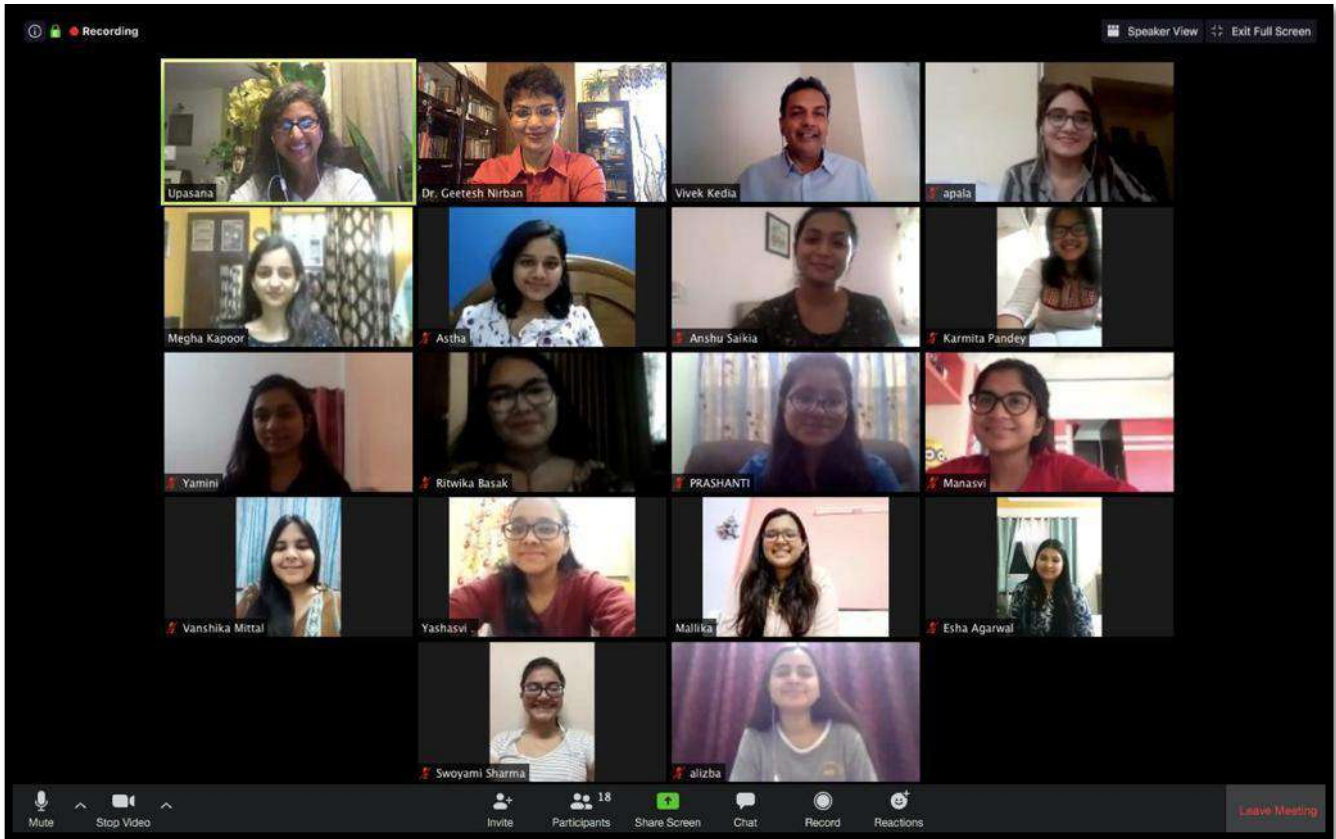 Recording
Speaker View Exit Full Screen
Upasana
Dr. Geetesh Nirban
Vivek Kedia
apala
Megha Kapoor
Astha
Anshu Saikia
Karmita Pandey
Yamini
Ritwika Basak
PRASHANTI
Manasvi
Vanshika Mittal
Yashasvi .
Mallika
Esha Agarwal
Swoyami Sharma
alizba
18
Mute Stop Video Invite Participants Share Screen Chat Record Reactions Leave Meeting